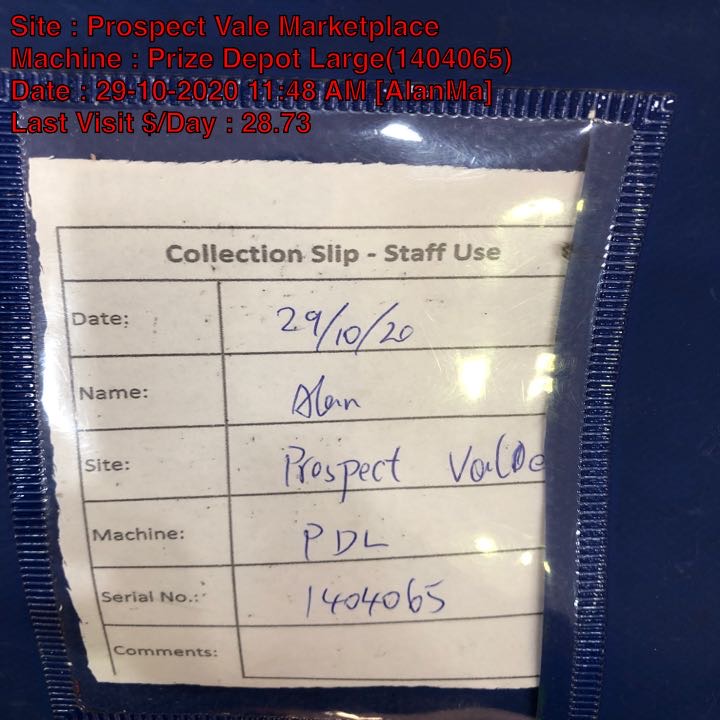 Site : Prospect Vale Marketplace
Machine : Prize Depot Large(1404065)
Date : 29-10-2020 11:48 AM [AlanMa]
Last Visit $/Day : 28.73
Collection Slip - Staff Use
Date: 29/10/20
Name: Alan
Site: Prospect Vale
Machine: PDL
Serial No.: 1404065
Comments: